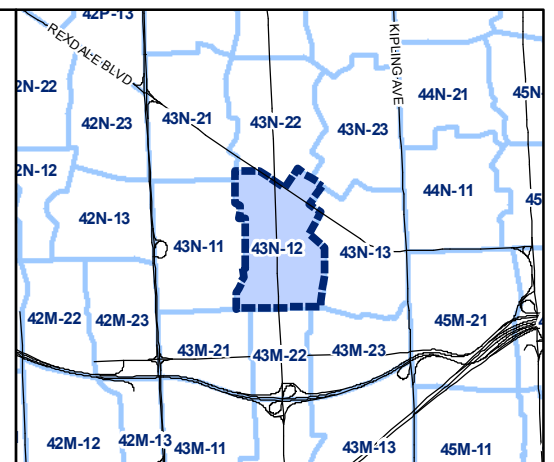 42P-13
REXDALE BLVD
KIPLING AVE
2N-22
44N-21
45N-
42N-23
43N-21
43N-22
43N-23
2N-12
44N-11
45
42N-13
43N-11
43N-12
43N-13
42M-22
42M-23
45M-21
43M-21
43M-22
43M-23
42M-12
42M-13
43M-11
43M-13
45M-11